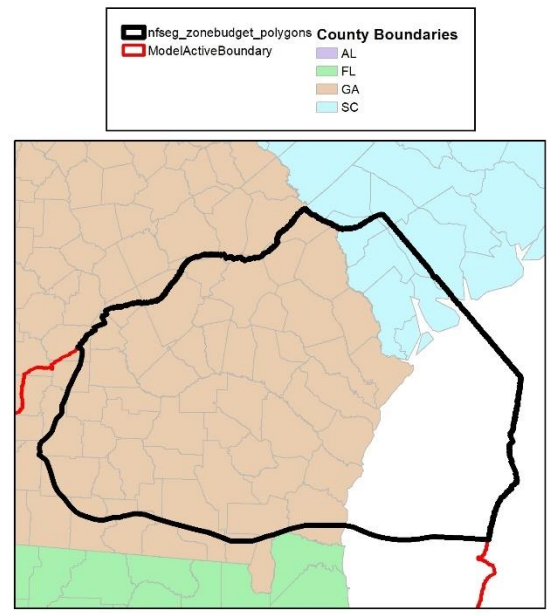 nfseg_zonebudget_polygons
ModelActiveBoundary
County Boundaries
AL
FL
GA
SC